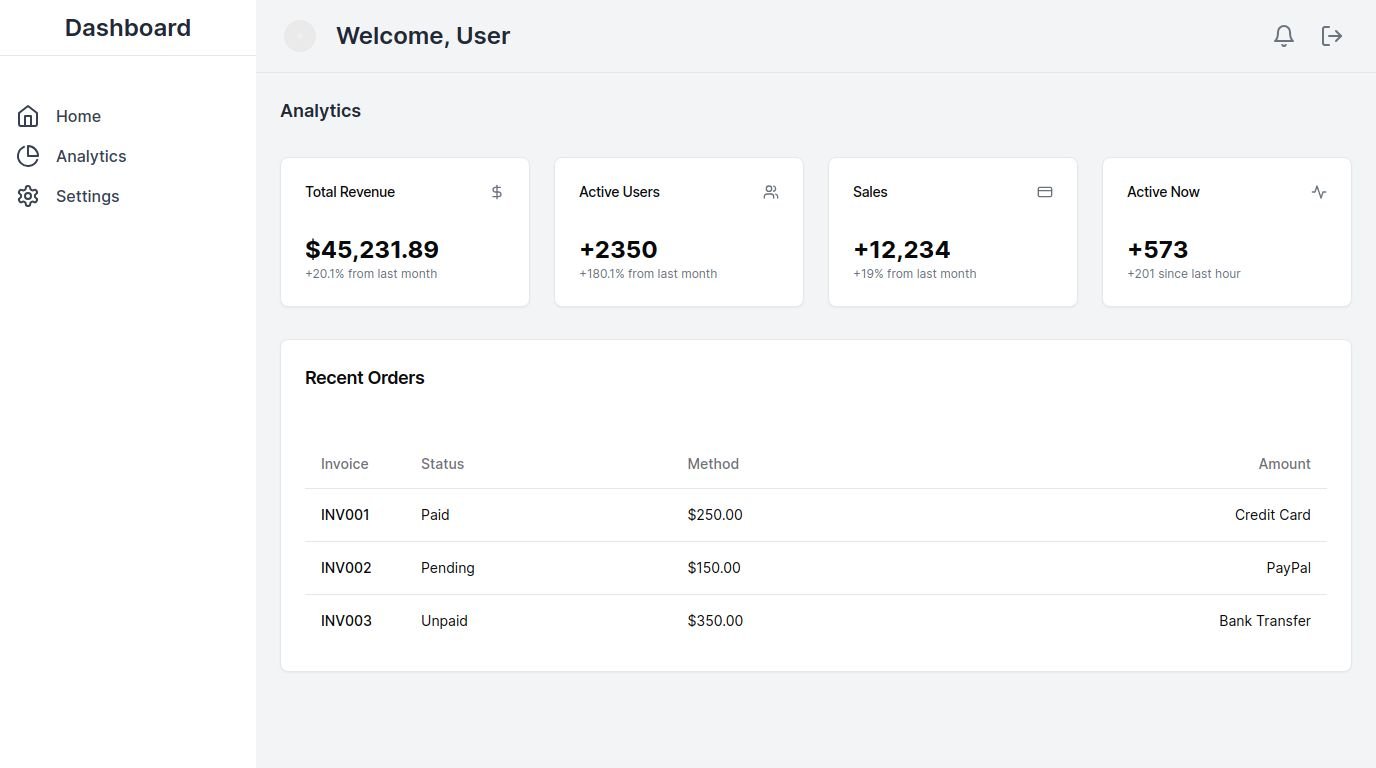 Dashboard
Welcome, User
Home
Analytics
Settings
Analytics
Total Revenue
$45,231.89
+20.1% from last month
Active Users
+2350
+180.1% from last month
Sales
+12,234
+19% from last month
Active Now
+573
+201 since last hour
Recent Orders
Invoice Status Method Amount
INV001 Paid $250.00 Credit Card
INV002 Pending $150.00 PayPal
INV003 Unpaid $350.00 Bank Transfer